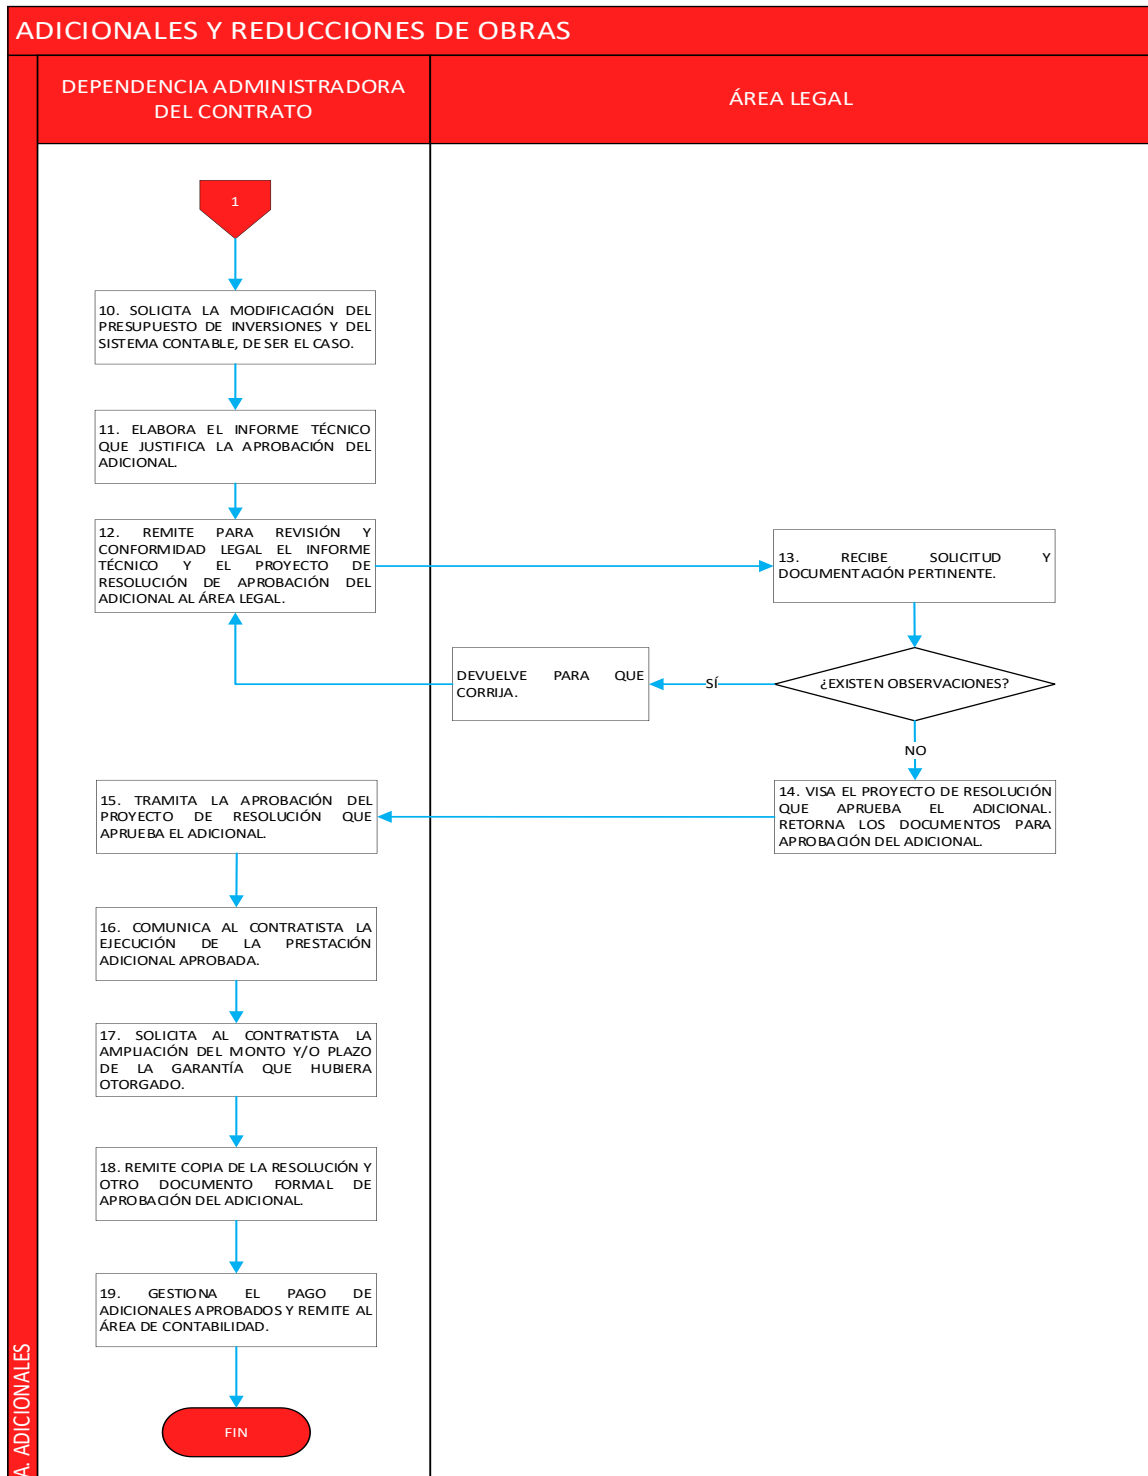 ADICIONALES Y REDUCCIONES DE OBRAS
DEPENDENCIA ADMINISTRADORA
DEL CONTRATO
ÁREA LEGAL
1
10. SOLICITA LA MODIFICACIÓN DEL
PRESUPUESTO DE INVERSIONES Y DEL
SISTEMA CONTABLE, DE SER EL CASO.
11. ELABORA EL INFORME TÉCNICO
QUE JUSTIFICA LA APROBACIÓN DEL
ADICIONAL.
12. REMITE PARA REVISIÓN Y
CONFORMIDAD LEGAL EL INFORME
TÉCNICO Y EL PROYECTO DE
RESOLUCIÓN DE APROBACIÓN DEL
ADICIONAL AL ÁREA LEGAL.
13. RECIBE SOLICITUD Y
DOCUMENTACIÓN PERTINENTE.
DEVUELVE PARA QUE
CORRIJA.
SÍ
¿EXISTEN OBSERVACIONES?
NO
14. VISA EL PROYECTO DE RESOLUCIÓN
QUE APRUEBA EL ADICIONAL.
RETORNA LOS DOCUMENTOS PARA
APROBACIÓN DEL ADICIONAL.
15. TRAMITA LA APROBACIÓN DEL
PROYECTO DE RESOLUCIÓN QUE
APRUEBA EL ADICIONAL.
16. COMUNICA AL CONTRATISTA LA
EJECUCIÓN DE LA PRESTACIÓN
ADICIONAL APROBADA.
17. SOLICITA AL CONTRATISTA LA
AMPLIACIÓN DEL MONTO Y/O PLAZO
DE LA GARANTÍA QUE HUBIERA
OTORGADO.
18. REMITE COPIA DE LA RESOLUCIÓN Y
OTRO DOCUMENTO FORMAL DE
APROBACIÓN DEL ADICIONAL.
19. GESTIONA EL PAGO DE
ADICIONALES APROBADOS Y REMITE AL
ÁREA DE CONTABILIDAD.
FIN
A. ADICIONALES